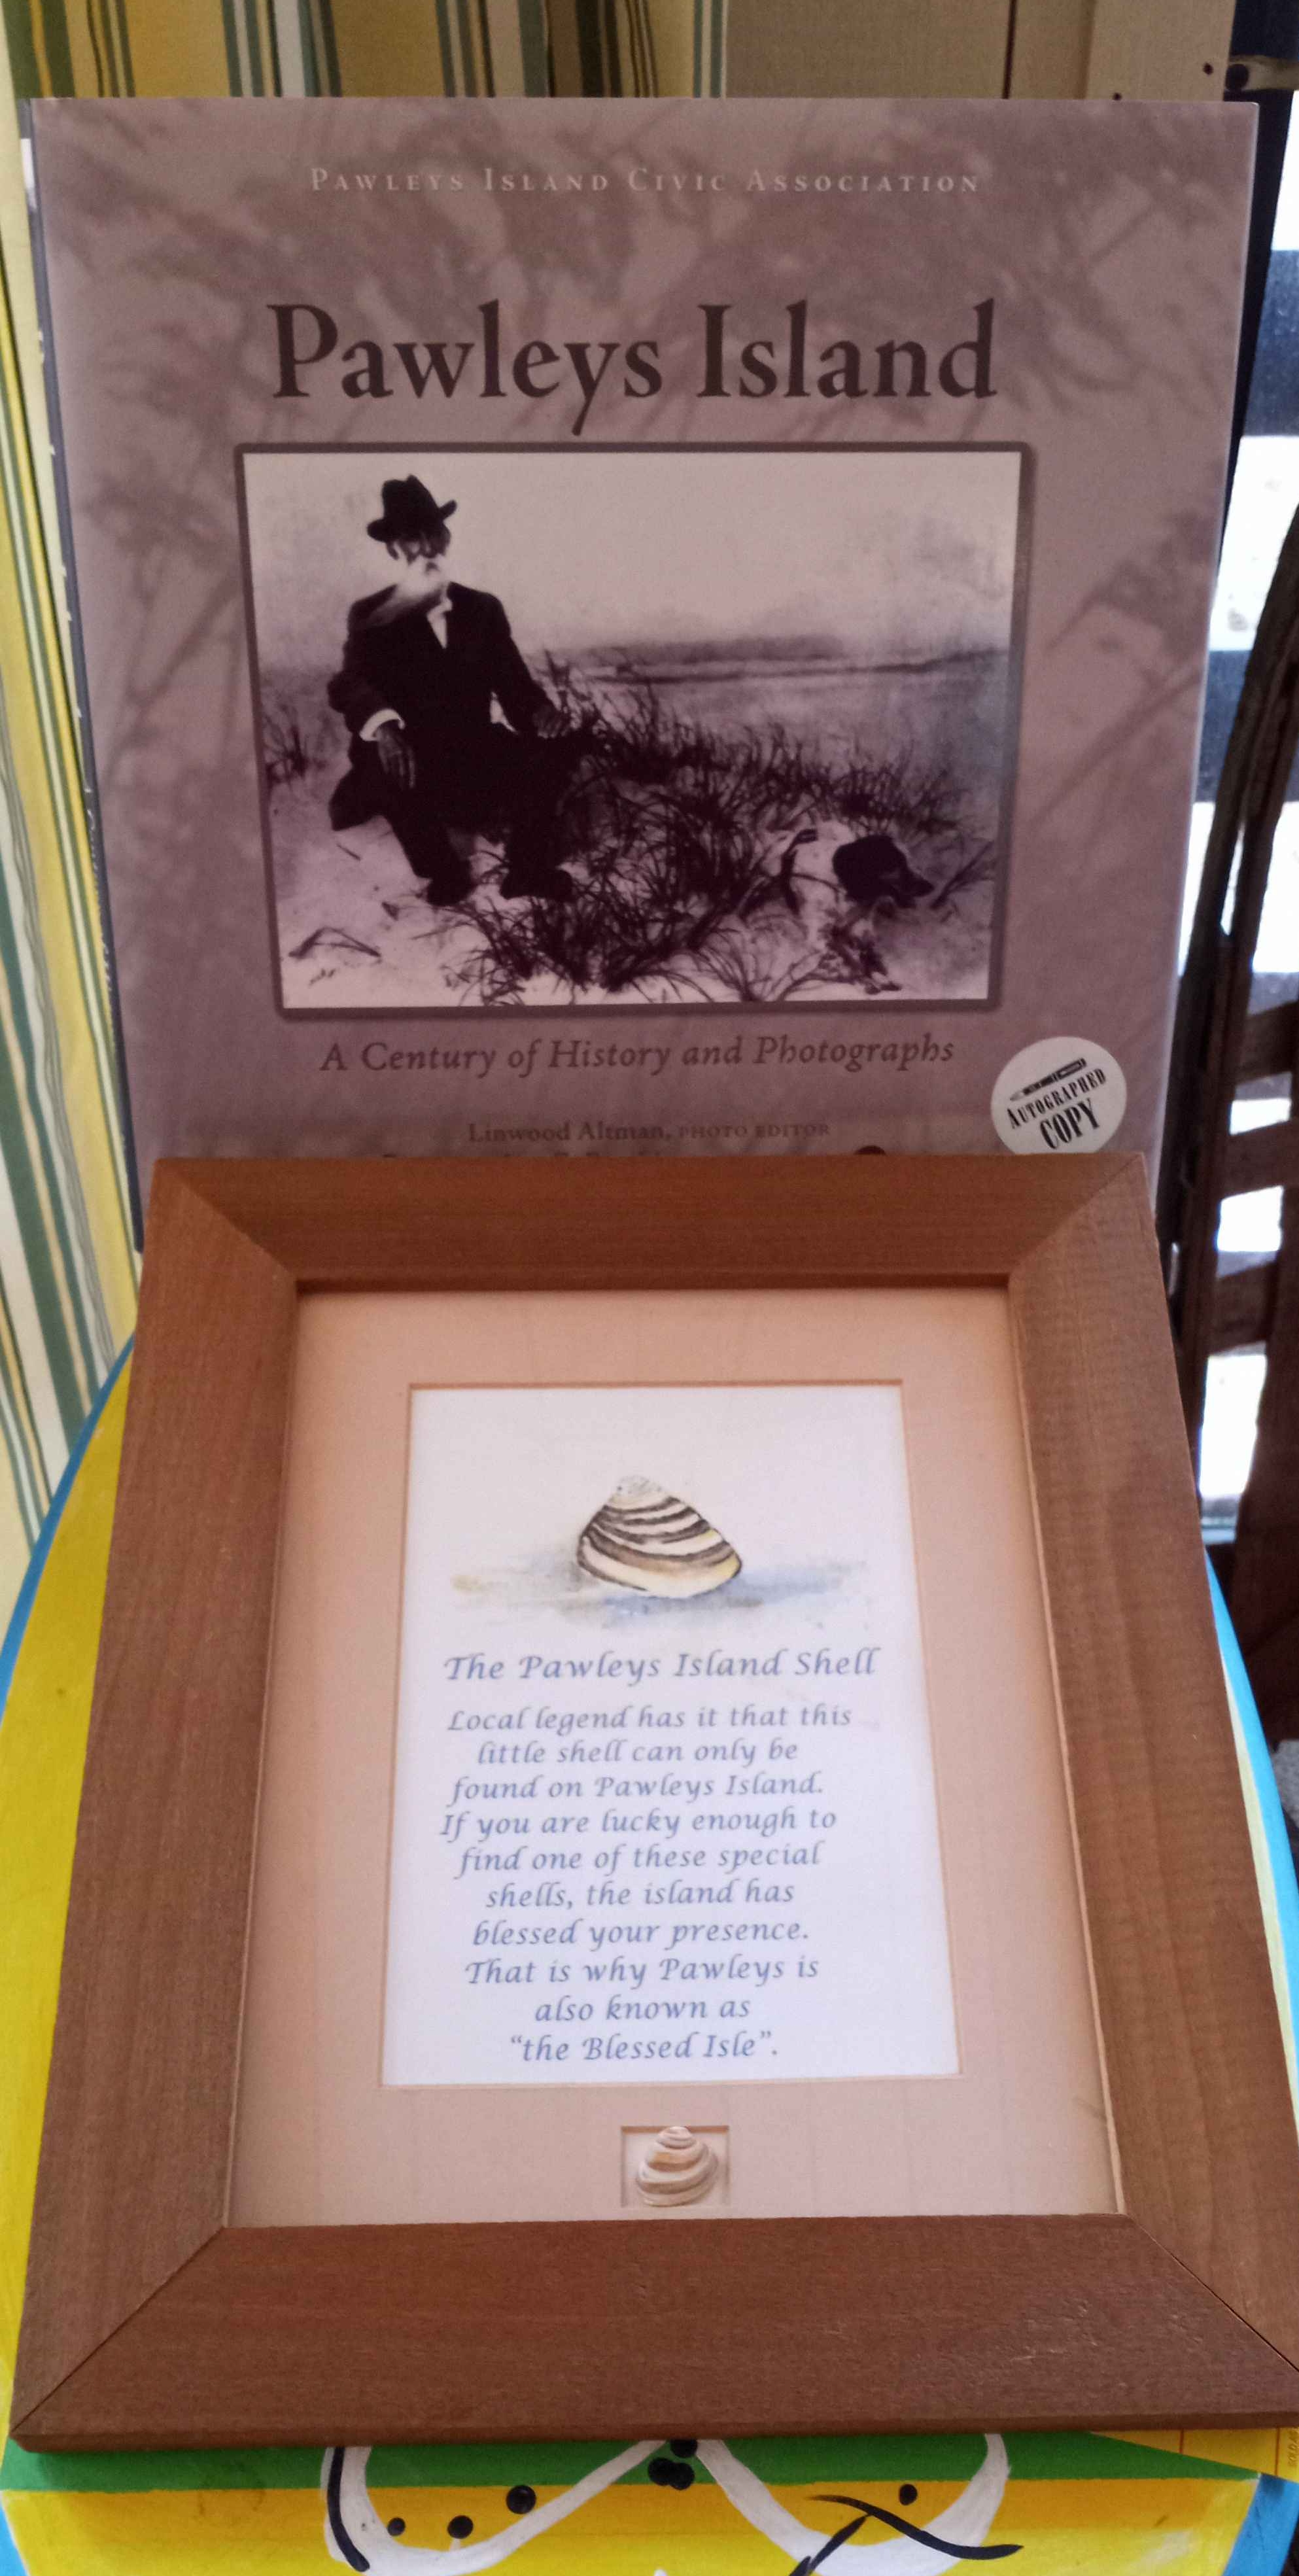 PAWLEYS ISLAND CIVIC ASSOCIATION
Pawleys Island
A Century of History and Photographs
Linwood Altman, PHOTO EDITOR
AUTOGRAPHED
COPY
The Pawleys Island Shell
Local legend has it that this
little shell can only be
found on Pawleys Island.
If you are lucky enough to
find one of these special
shells, the island has
blessed your presence.
That is why Pawleys is
also known as
"the Blessed Isle".